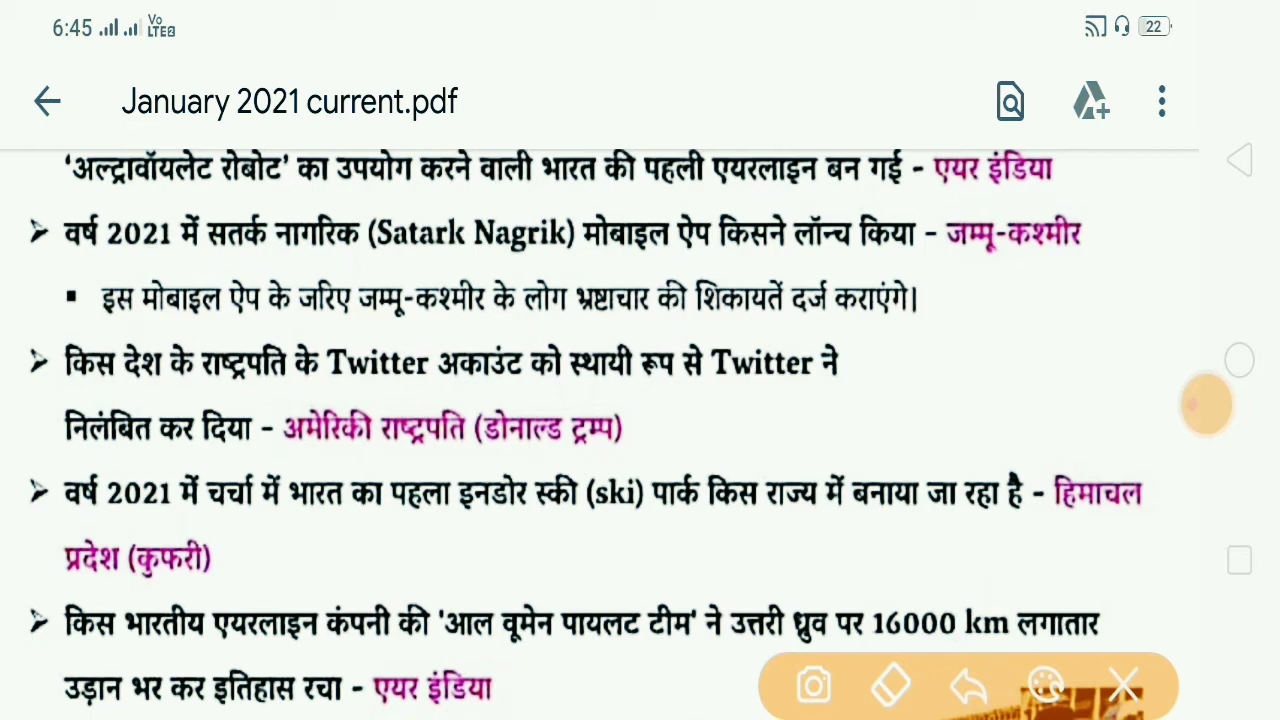 6:45 Vo LTE2 22
January 2021 current.pdf
‘अल्ट्रावॉयलेट रोबोट’ का उपयोग करने वाली भारत की पहली एयरलाइन बन गई - एयर इंडिया
➢ वर्ष 2021 में सतर्क नागरिक (Satark Nagrik) मोबाइल ऐप किसने लॉन्च किया - जम्मू-कश्मीर
▪ इस मोबाइल ऐप के जरिए जम्मू-कश्मीर के लोग भ्रष्टाचार की शिकायतें दर्ज कराएंगे।
➢ किस देश के राष्ट्रपति के Twitter अकाउंट को स्थायी रूप से Twitter ने
निलंबित कर दिया - अमेरिकी राष्ट्रपति (डोनाल्ड ट्रम्प)
➢ वर्ष 2021 में चर्चा में भारत का पहला इनडोर स्की (ski) पार्क किस राज्य में बनाया जा रहा है - हिमाचल
प्रदेश (कुफरी)
➢ किस भारतीय एयरलाइन कंपनी की 'आल वूमेन पायलट टीम' ने उत्तरी ध्रुव पर 16000 km लगातार
उड़ान भर कर इतिहास रचा - एयर इंडिया